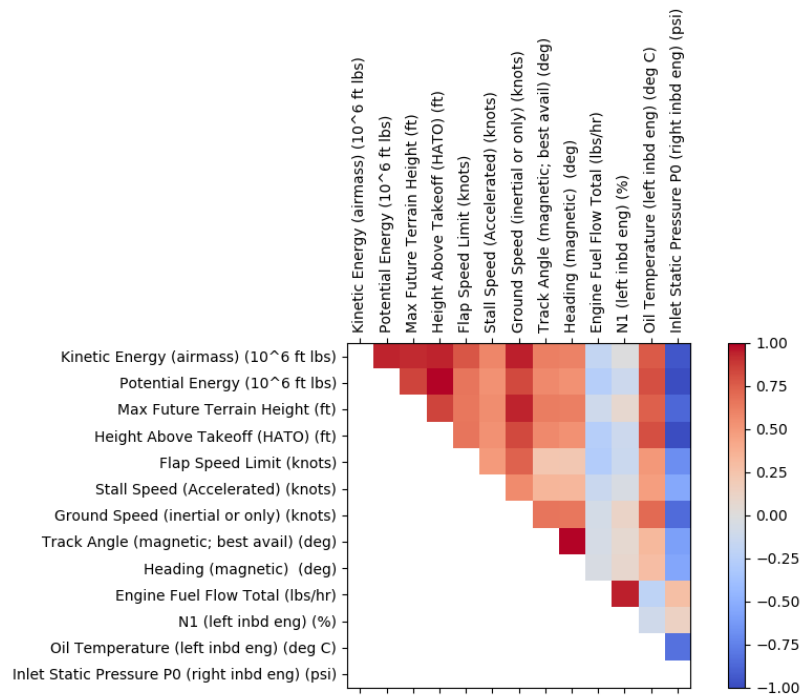 Kinetic Energy (airmass) (10^6 ft lbs)
Potential Energy (10^6 ft lbs)
Max Future Terrain Height (ft)
Height Above Takeoff (HATO) (ft)
Flap Speed Limit (knots)
Stall Speed (Accelerated) (knots)
Ground Speed (inertial or only) (knots)
Track Angle (magnetic; best avail) (deg)
Heading (magnetic)  (deg)
Engine Fuel Flow Total (lbs/hr)
N1 (left inbd eng) (%)
Oil Temperature (left inbd eng) (deg C)
Inlet Static Pressure P0 (right inbd eng) (psi)
Kinetic Energy (airmass) (10^6 ft lbs)
Potential Energy (10^6 ft lbs)
Max Future Terrain Height (ft)
Height Above Takeoff (HATO) (ft)
Flap Speed Limit (knots)
Stall Speed (Accelerated) (knots)
Ground Speed (inertial or only) (knots)
Track Angle (magnetic; best avail) (deg)
Heading (magnetic)  (deg)
Engine Fuel Flow Total (lbs/hr)
N1 (left inbd eng) (%)
Oil Temperature (left inbd eng) (deg C)
Inlet Static Pressure P0 (right inbd eng) (psi)
1.00
0.75
0.50
0.25
0.00
−0.25
−0.50
−0.75
−1.00